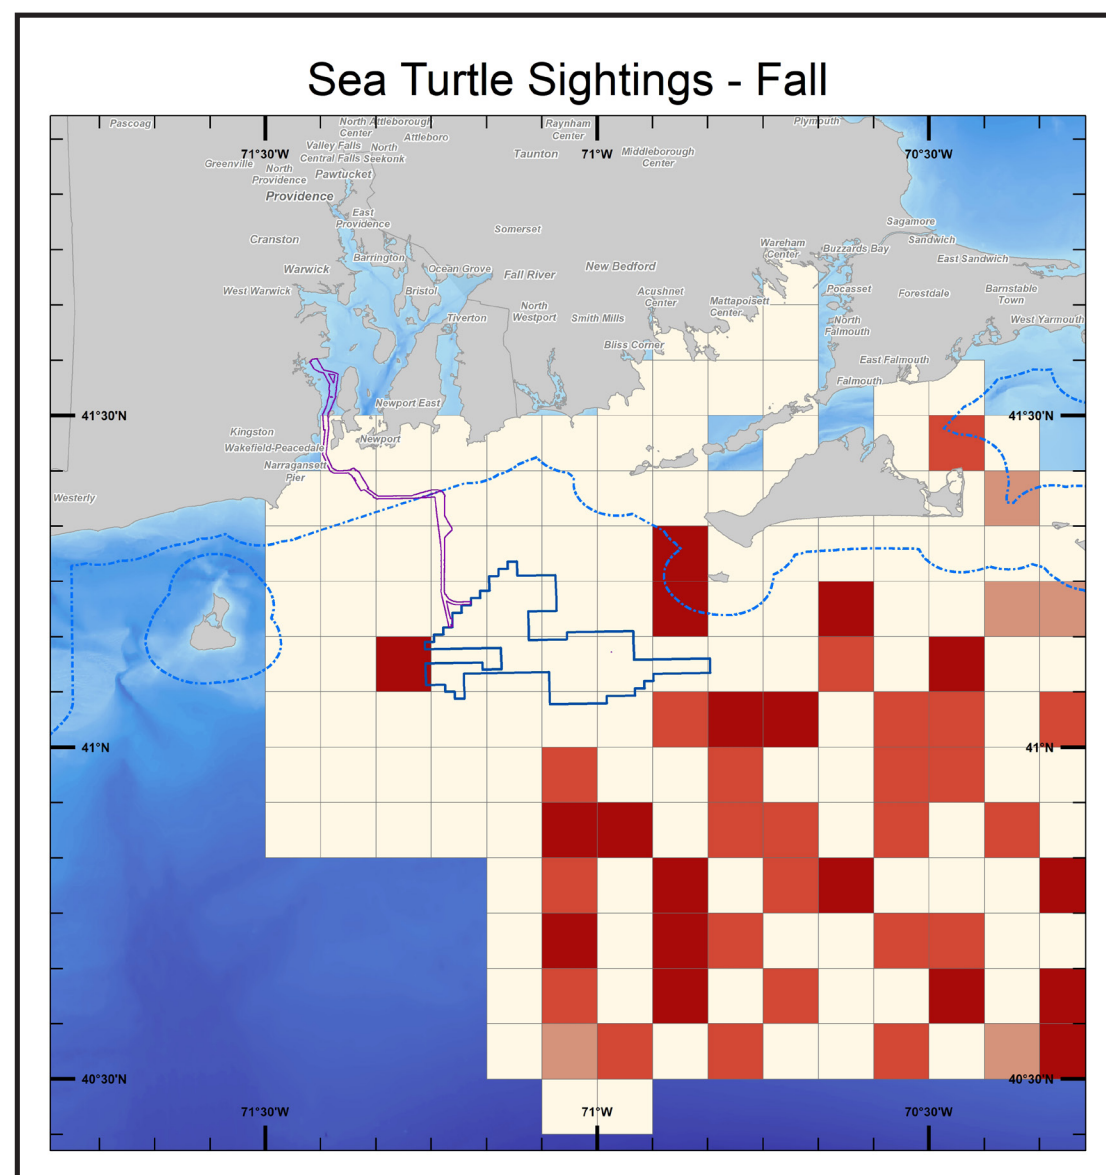 Sea Turtle Sightings - Fall
Pascoag
North Attleborough
Center
Attleboro
Raynham
Center
Plymouth
Valley Falls
North
Central Falls
Seekonk
71°30'W
71°W
70°30'W
Greenville
North
Providence
Pawtucket
Taunton
Middleborough
Center
Providence
East
Providence
Somerset
Sagamore
Cranston
Wareham
Center
Buzzards Bay
Sandwich
Barrington
East Sandwich
Warwick
Ocean Grove
Fall River
New Bedford
West Warwick
Bristol
Acushnet
Center
Mattapoisett
Center
Pocasset
Forestdale
Barnstable
Town
Tiverton
North
Westport
Smith Mills
North
Falmouth
West Yarmouth
Bliss Corner
East Falmouth
Falmouth
Newport East
41°30'N
41°30'N
Kingston
Newport
Wakefield-Peacedale
Narragansett
Pier
Westerly
41°N
41°N
40°30'N
40°30'N
71°30'W
71°W
70°30'W